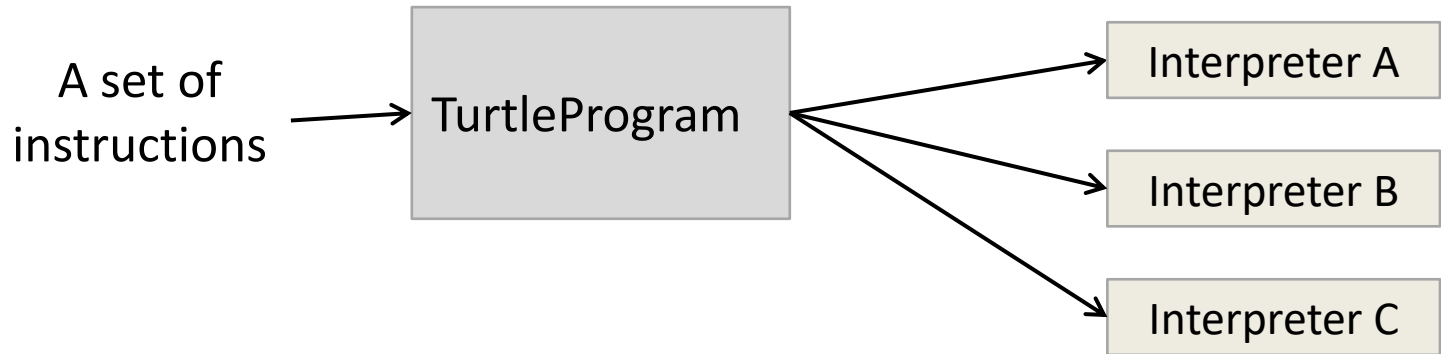 A set of
instructions
TurtleProgram
Interpreter A
Interpreter B
Interpreter C